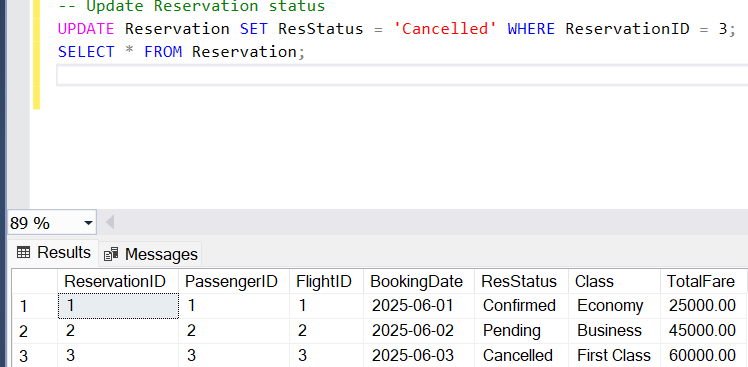 -- Update Reservation status
UPDATE Reservation SET ResStatus = 'Cancelled' WHERE ReservationID = 3;
SELECT * FROM Reservation;
89 %
Results Messages
ReservationID PassengerID FlightID BookingDate ResStatus Class TotalFare
1 1 1 1 2025-06-01 Confirmed Economy 25000.00
2 2 2 2 2025-06-02 Pending Business 45000.00
3 3 3 3 2025-06-03 Cancelled First Class 60000.00